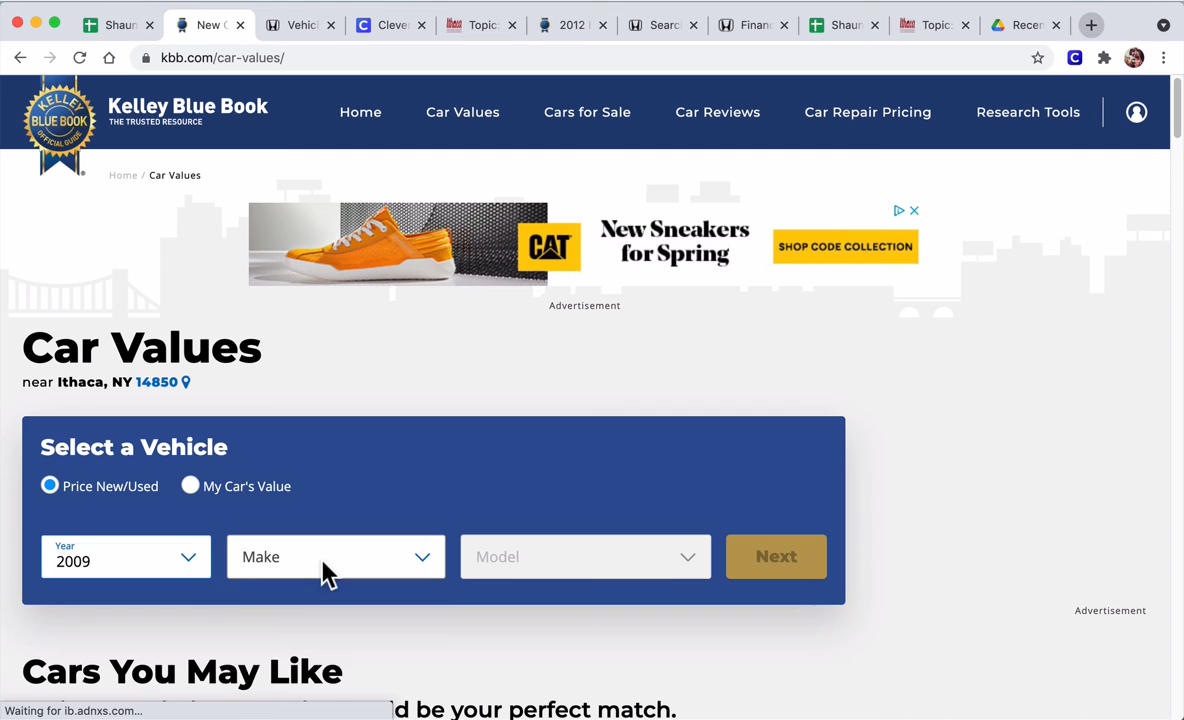 Shaun
New C
Vehicl
Clever
Topic:
2012
Searc
Financ
Shaun
Topic:
Recen
kbb.com/car-values/
KELLEY
BLUE BOOK
OFFICIAL GUIDE
Kelley Blue Book
THE TRUSTED RESOURCE
Home
Car Values
Cars for Sale
Car Reviews
Car Repair Pricing
Research Tools
Home / Car Values
CAT
New Sneakers
for Spring
SHOP CODE COLLECTION
Advertisement
Car Values
near Ithaca, NY 14850
Select a Vehicle
Price New/Used
My Car's Value
Year
2009
Make
Model
Next
Advertisement
Cars You May Like
d be your perfect match.
Waiting for ib.adnxs.com...